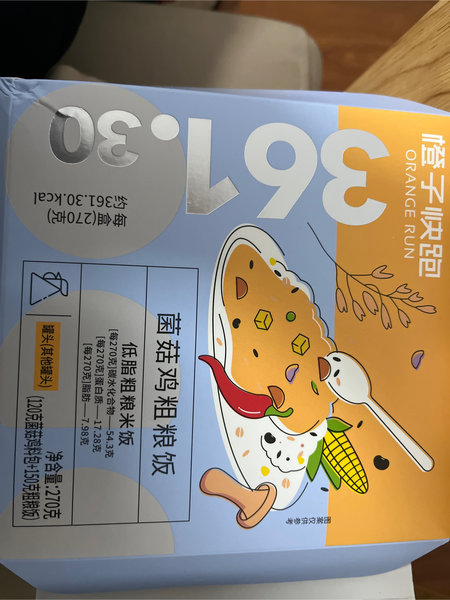 橙子快跑
ORANGE RUN
361.30
每盒(270克)
约361.30.kcal
菌菇鸡粗粮饭
低脂粗粮米饭
[每270克]碳水化合物——54.3克
[每270克]蛋白质——17.28克
[每270克]脂肪——7.98克
罐头(其他罐头)
净含量:270克
(120克菌菇鸡料包+150克粗粮饭)
图案仅供参考